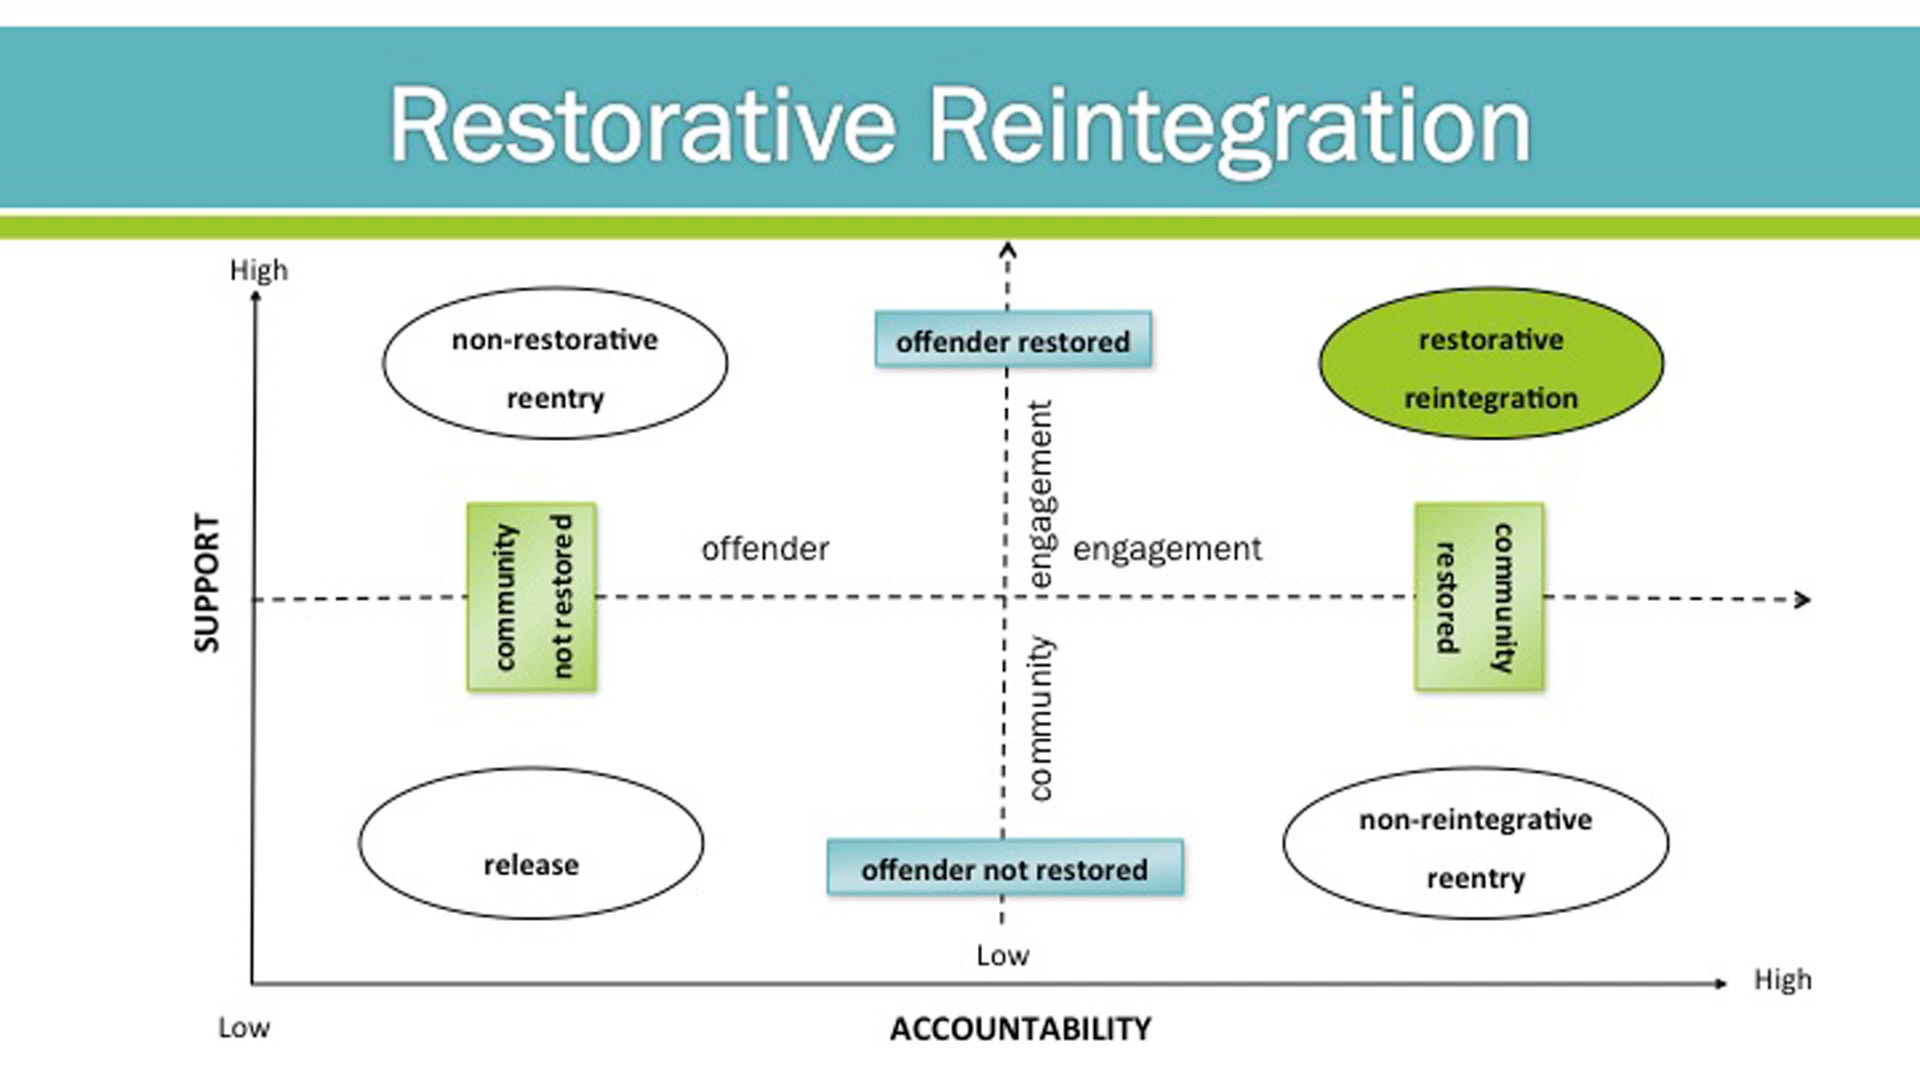 Restorative Reintegration
High
non-restorative
reentry
offender restored
restorative
reintegration
SUPPORT
community
not restored
offender
engagement
engagement
community
restored
community
release
offender not restored
non-reintegrative
reentry
Low
High
Low
ACCOUNTABILITY